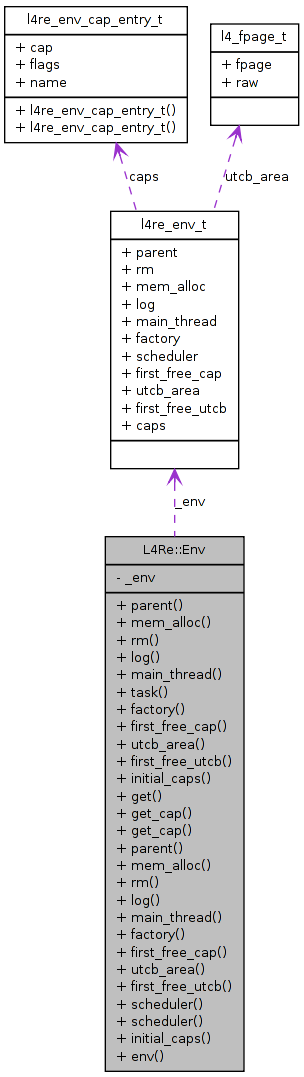 l4re_env_cap_entry_t
+ cap
+ flags
+ name
+ l4re_env_cap_entry_t()
+ l4re_env_cap_entry_t()
l4_fpage_t
+ fpage
+ raw
caps
utcb_area
l4re_env_t
+ parent
+ rm
+ mem_alloc
+ log
+ main_thread
+ factory
+ scheduler
+ first_free_cap
+ utcb_area
+ first_free_utcb
+ caps
_env
L4Re::Env
- _env
+ parent()
+ mem_alloc()
+ rm()
+ log()
+ main_thread()
+ task()
+ factory()
+ first_free_cap()
+ utcb_area()
+ first_free_utcb()
+ initial_caps()
+ get()
+ get_cap()
+ get_cap()
+ parent()
+ mem_alloc()
+ rm()
+ log()
+ main_thread()
+ factory()
+ first_free_cap()
+ utcb_area()
+ first_free_utcb()
+ scheduler()
+ scheduler()
+ initial_caps()
+ env()